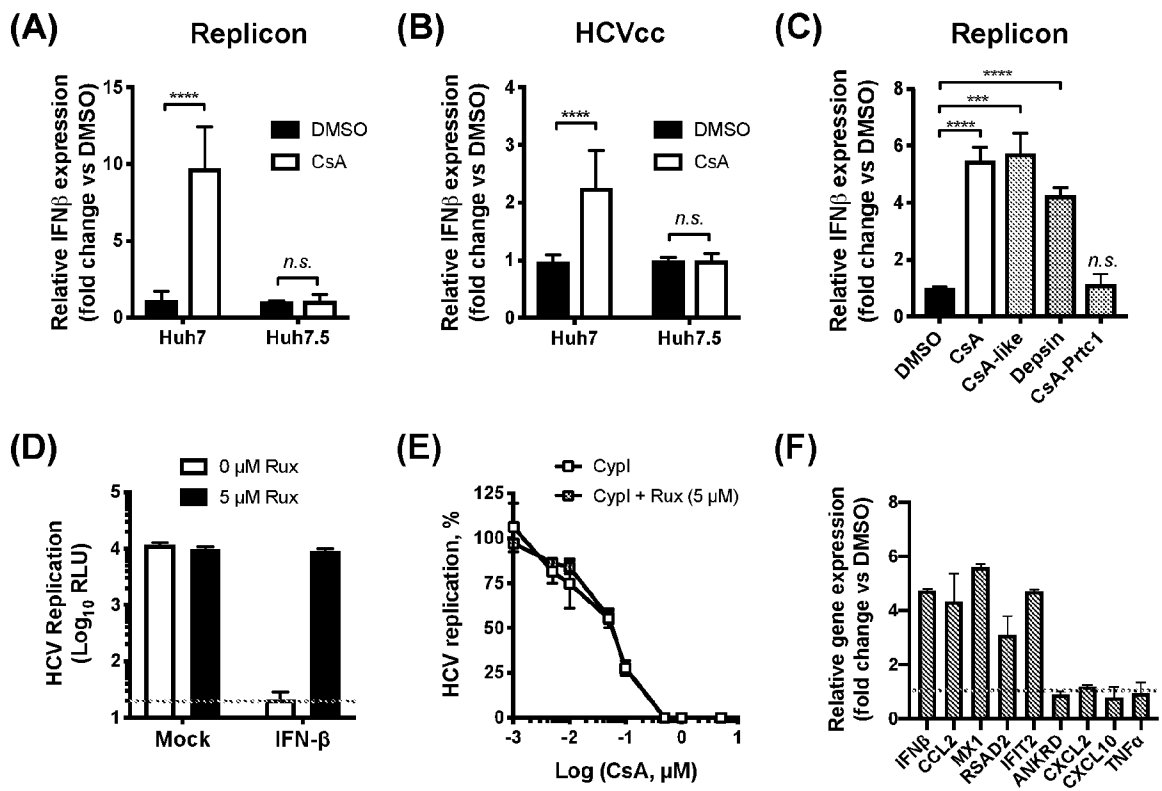 (A) Replicon
Relative IFNβ expression
(fold change vs DMSO)
15
10
5
0
****
n.s.
DMSO
CsA
Huh7 Huh7.5
(B) HCVcc
Relative IFNβ expression
(fold change vs DMSO)
4
3
2
1
0
****
n.s.
DMSO
CsA
Huh7 Huh7.5
(C) Replicon
Relative IFNβ expression
(fold change vs DMSO)
8
6
4
2
0
****
***
****
n.s.
DMSO
CsA
CsA-like
Depsin
CsA-Prtc1
(D)
0 µM Rux
5 µM Rux
HCV Replication
(Log10 RLU)
5
4
3
2
1
Mock IFN-β
(E)
CypI
CypI + Rux (5 µM)
HCV replication, %
125
100
75
50
25
0
-3 -2 -1 0 1
Log (CsA, µM)
(F)
Relative gene expression
(fold change vs DMSO)
8
6
4
2
0
IFNβ
CCL2
MX1
RSAD2
IFIT2
ANKRD
CXCL2
CXCL10
TNFα